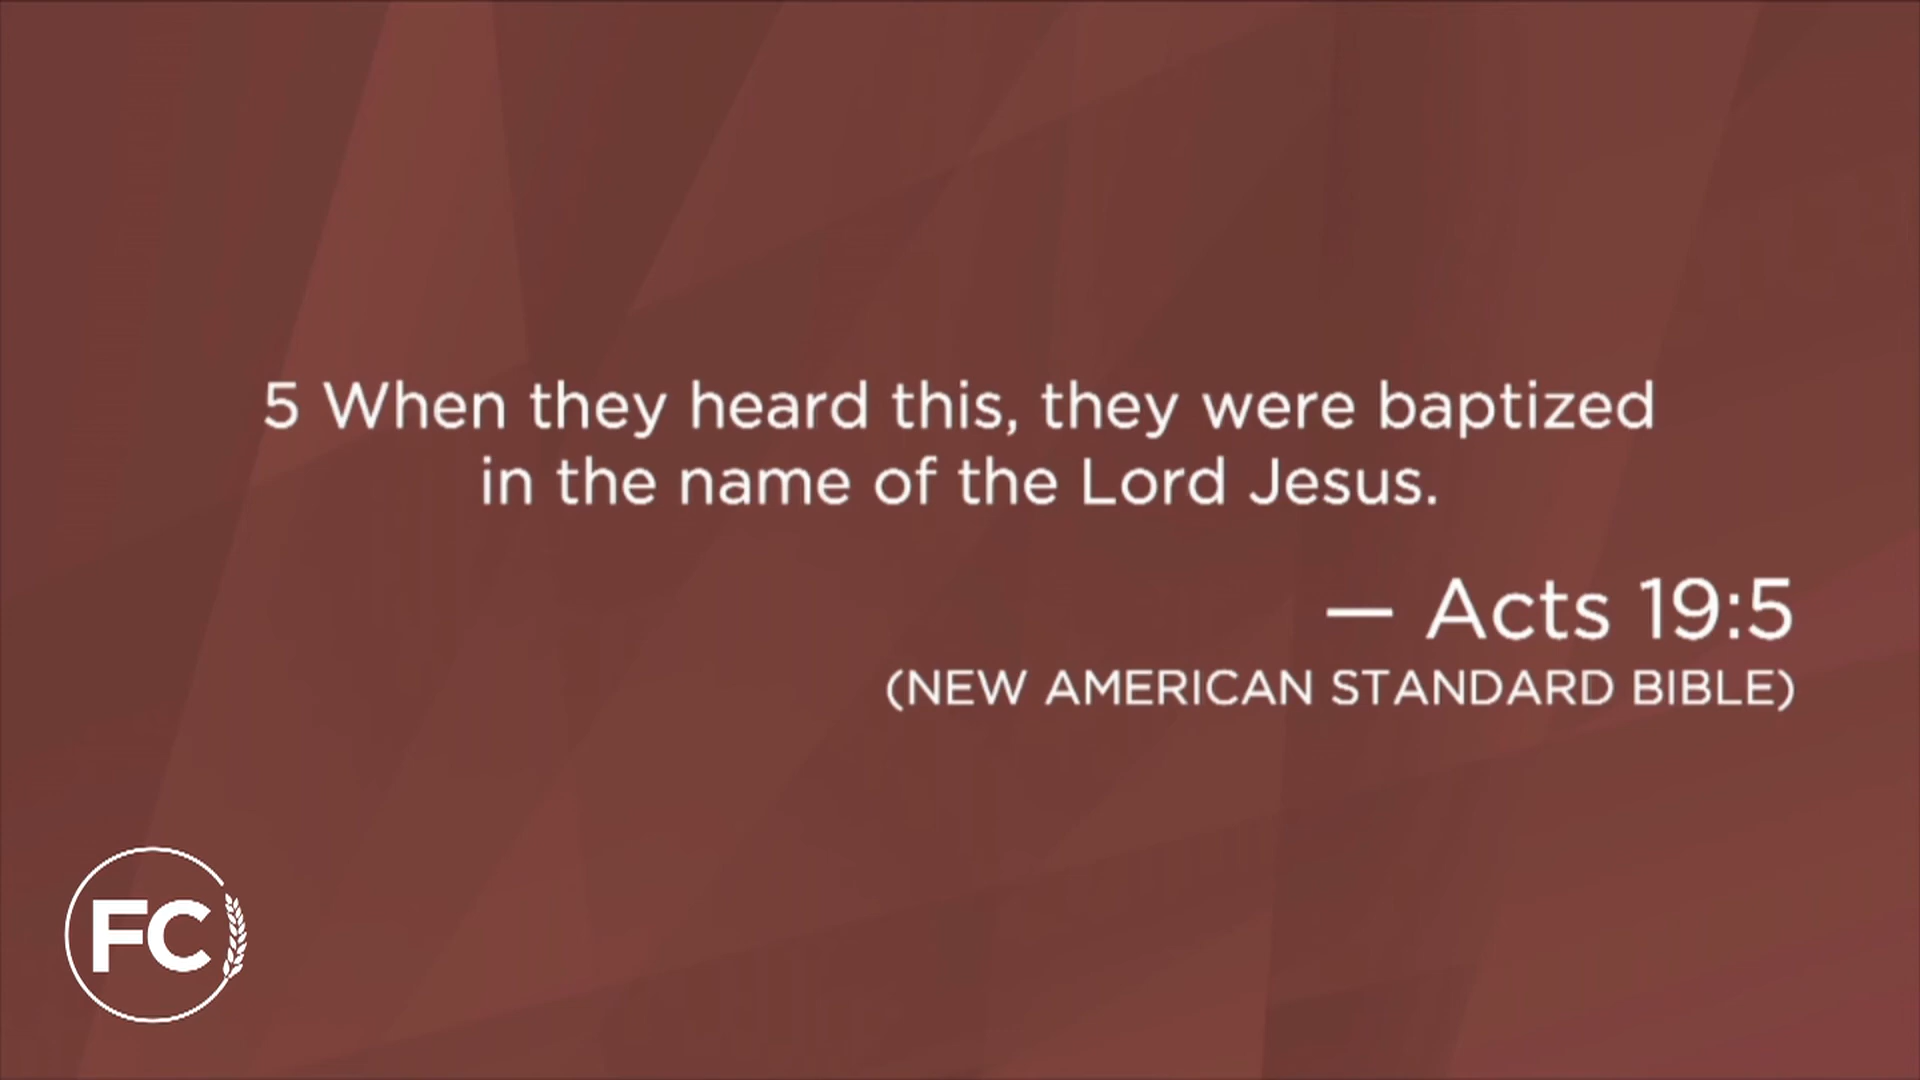 5 When they heard this, they were baptized
in the name of the Lord Jesus.
— Acts 19:5
(NEW AMERICAN STANDARD BIBLE)
FC